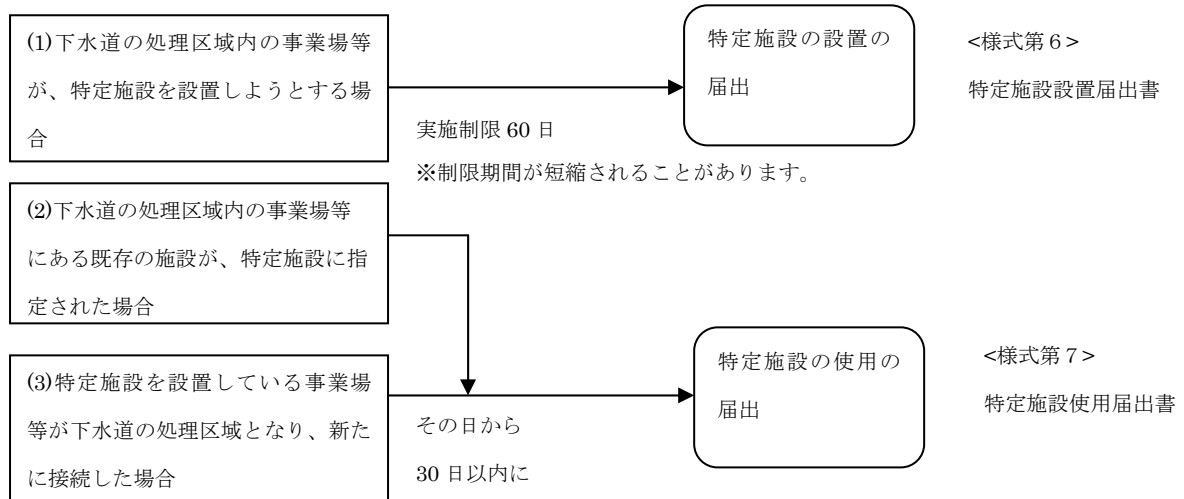 (1)下水道の処理区域内の事業場等
が、特定施設を設置しようとする場
合
実施制限 60 日
※制限期間が短縮されることがあります。
特定施設の設置の
届出
<様式第６>
特定施設設置届出書
(2)下水道の処理区域内の事業場等
にある既存の施設が、特定施設に指
定された場合
(3)特定施設を設置している事業場
等が下水道の処理区域となり、新た
に接続した場合
その日から
30 日以内に
特定施設の使用の
届出
<様式第７>
特定施設使用届出書